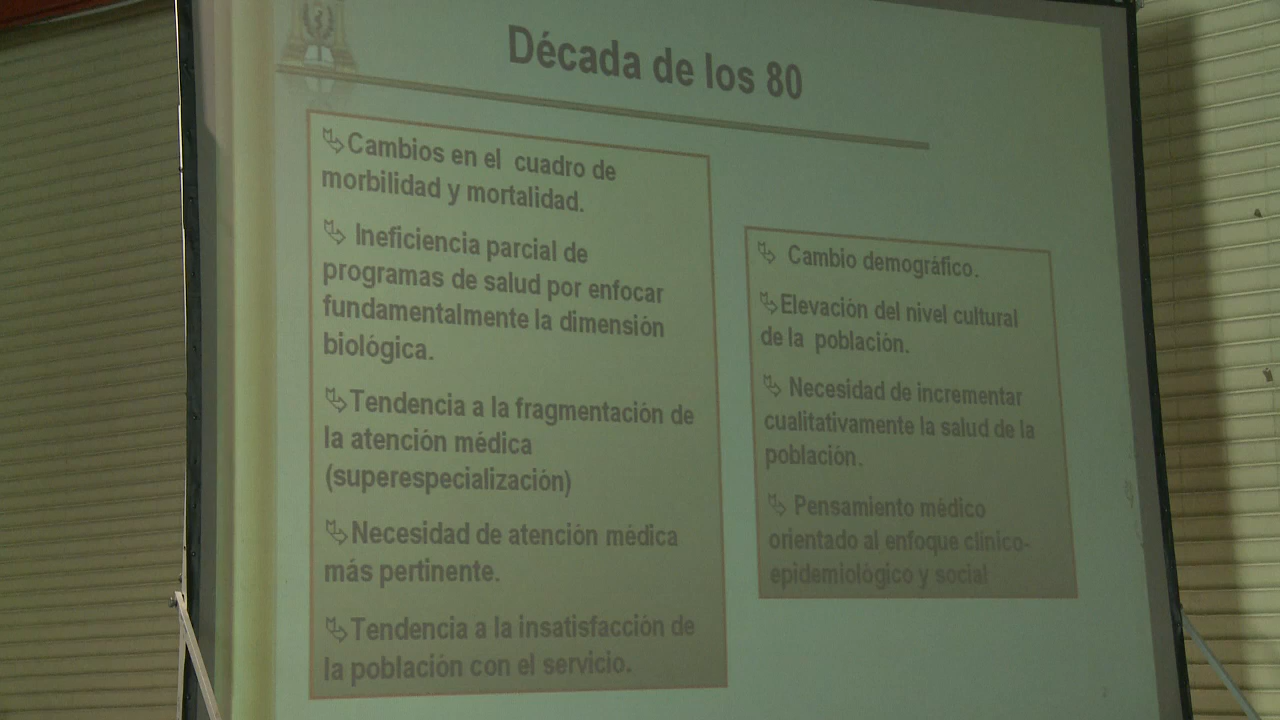 Década de los 80
Cambios en el cuadro de
morbilidad y mortalidad.
Ineficiencia parcial de
programas de salud por enfocar
fundamentalmente la dimensión
biológica.
Tendencia a la fragmentación de
la atención médica
(superespecialización)
Necesidad de atención médica
más pertinente.
Tendencia a la insatisfacción de
la población con el servicio.
Cambio demográfico.
Elevación del nivel cultural
de la población.
Necesidad de incrementar
cualitativamente la salud de la
población.
Pensamiento médico
orientado al enfoque clínico-
epidemiológico y social